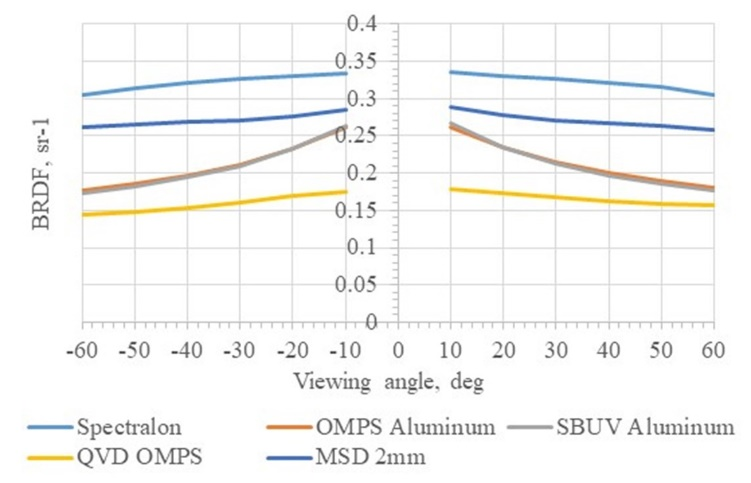 0.4
0.35
0.3
0.25
0.2
0.15
0.1
0.05
0
BRDF, sr-1
-60 -50 -40 -30 -20 -10 0 10 20 30 40 50 60
Viewing angle, deg
Spectralon OMPS Aluminum SBUV Aluminum
QVD OMPS MSD 2mm